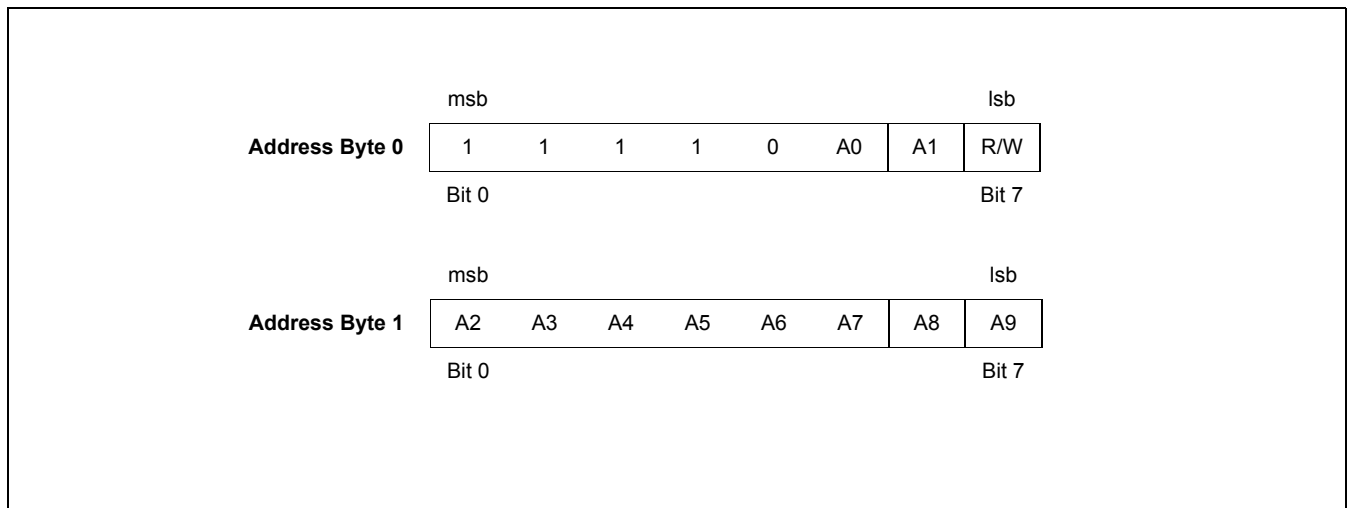 msb lsb
Address Byte 0 1 1 1 1 0 A0 A1 R/W
Bit 0 Bit 7
msb lsb
Address Byte 1 A2 A3 A4 A5 A6 A7 A8 A9
Bit 0 Bit 7